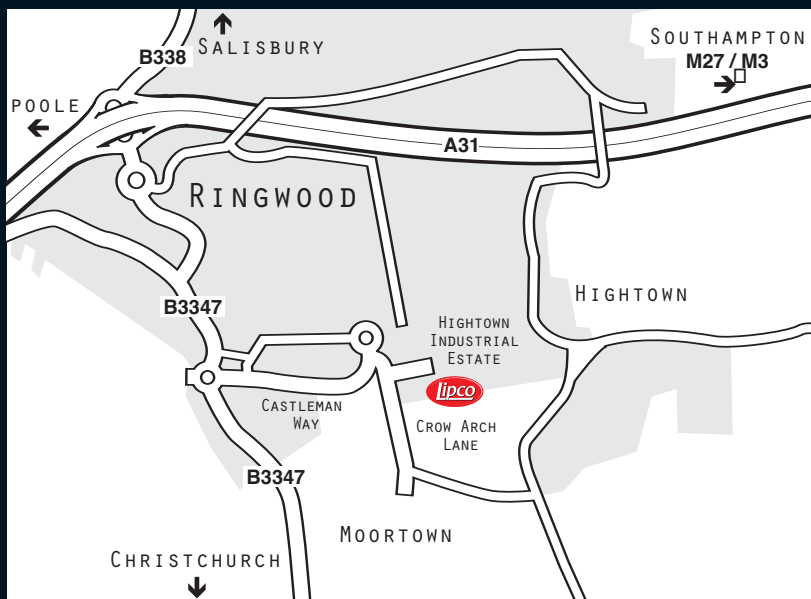 SALISBURY
B338
SOUTHAMPTON
M27 / M3
POOLE
A31
RINGWOOD
HIGHTOWN
B3347
HIGHTOWN
INDUSTRIAL
ESTATE
Lipco
CASTLEMAN
WAY
CROW ARCH
LANE
B3347
MOORTOWN
CHRISTCHURCH